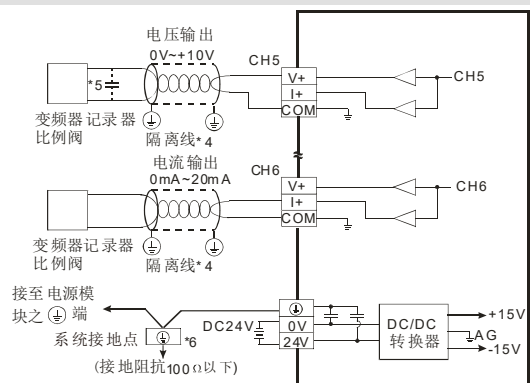 电压输出
0V~+10V
CH5
V+
I+
COM
CH5
*5
变频器记录器
比例阀
隔离线*4
电流输出
0mA~20mA
CH6
V+
I+
COM
CH6
变频器记录器
比例阀
隔离线*4
接至电源模
块之 端
系统接地点
*6
(接地阻抗100Ω以下)
DC24V
0V
24V
DC/DC
转换器
+15V
AG
-15V